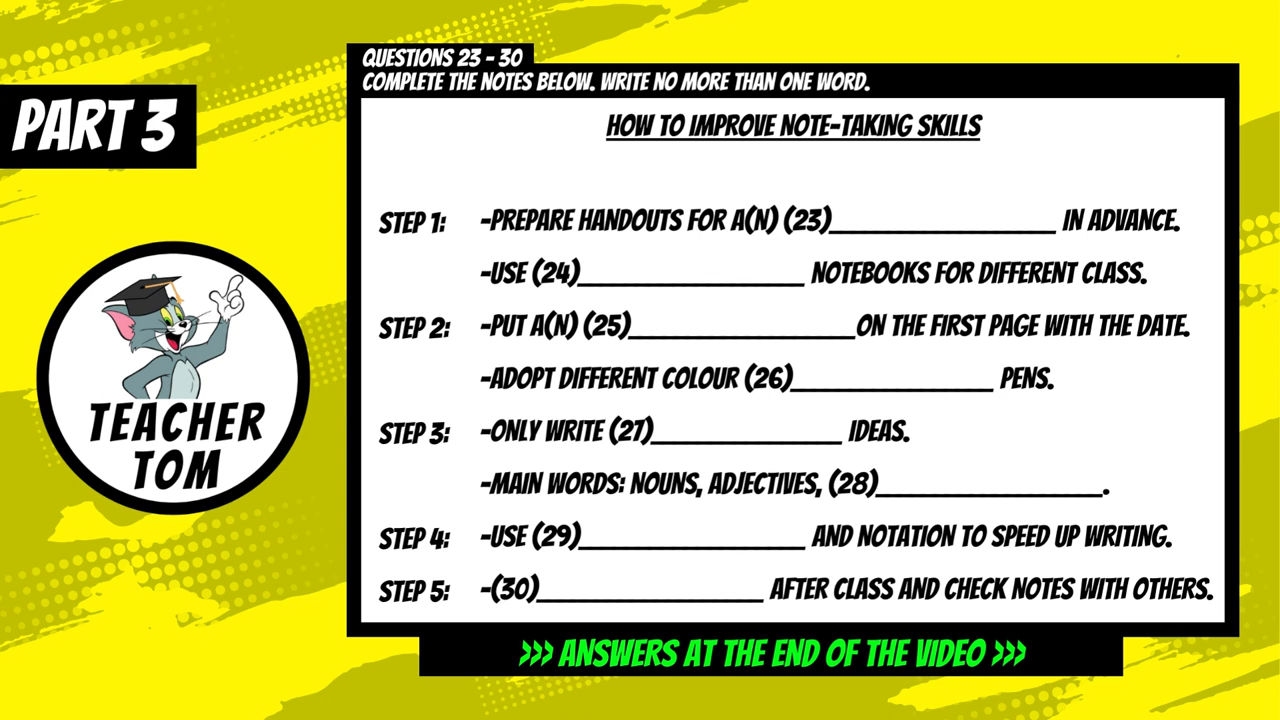 PART 3
QUESTIONS 23 – 30
COMPLETE THE NOTES BELOW. WRITE NO MORE THAN ONE WORD.
HOW TO IMPROVE NOTE-TAKING SKILLS
STEP 1: -PREPARE HANDOUTS FOR A(N) (23)________________ IN ADVANCE.
-USE (24)________________ NOTEBOOKS FOR DIFFERENT CLASS.
STEP 2: -PUT A(N) (25)________________ON THE FIRST PAGE WITH THE DATE.
-ADOPT DIFFERENT COLOUR (26)______________ PENS.
STEP 3: -ONLY WRITE (27)______________ IDEAS.
-MAIN WORDS: NOUNS, ADJECTIVES, (28)________________.
STEP 4: -USE (29)________________ AND NOTATION TO SPEED UP WRITING.
STEP 5: -(30)________________ AFTER CLASS AND CHECK NOTES WITH OTHERS.
TEACHER
TOM
>>> ANSWERS AT THE END OF THE VIDEO >>>